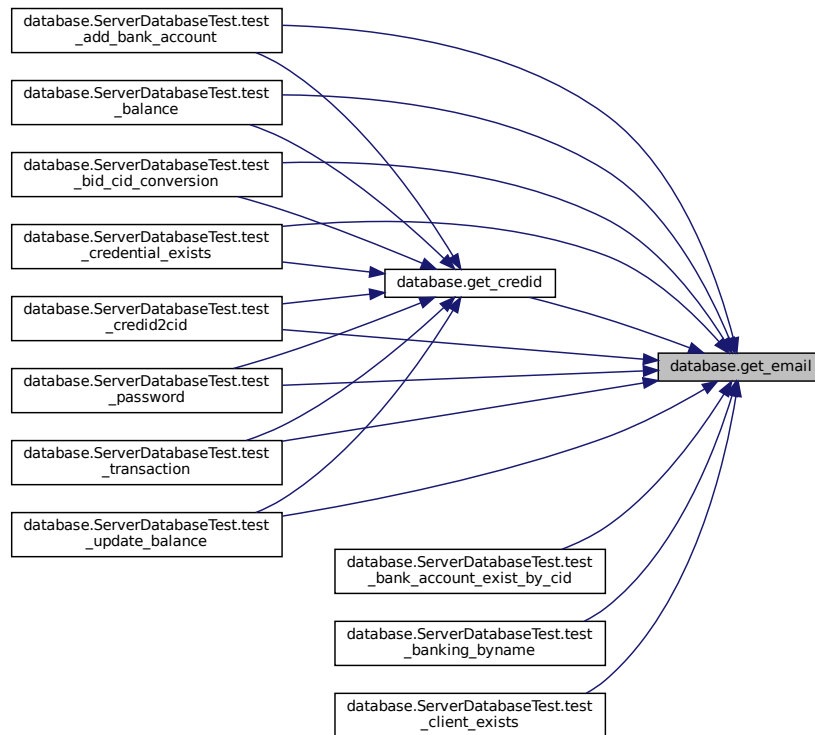 database.ServerDatabaseTest.test
_add_bank_account
database.ServerDatabaseTest.test
_balance
database.ServerDatabaseTest.test
_bid_cid_conversion
database.ServerDatabaseTest.test
_credential_exists
database.get_credid
database.ServerDatabaseTest.test
_credid2cid
database.get_email
database.ServerDatabaseTest.test
_password
database.ServerDatabaseTest.test
_transaction
database.ServerDatabaseTest.test
_update_balance
database.ServerDatabaseTest.test
_bank_account_exist_by_cid
database.ServerDatabaseTest.test
_banking_byname
database.ServerDatabaseTest.test
_client_exists